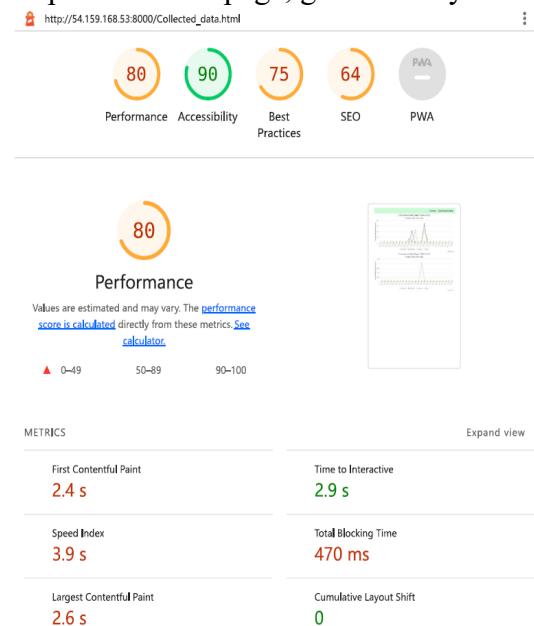 http://54.159.168.53:8000/Collected_data.html
80
90
75
64
PWA
Performance
Accessibility
Best
Practices
SEO
PWA
80
Performance
Values are estimated and may vary. The performance
score is calculated directly from these metrics. See
calculator.
0–49 50–89 90–100
METRICS
Expand view
First Contentful Paint
2.4 s
Time to Interactive
2.9 s
Speed Index
3.9 s
Total Blocking Time
470 ms
Largest Contentful Paint
2.6 s
Cumulative Layout Shift
0